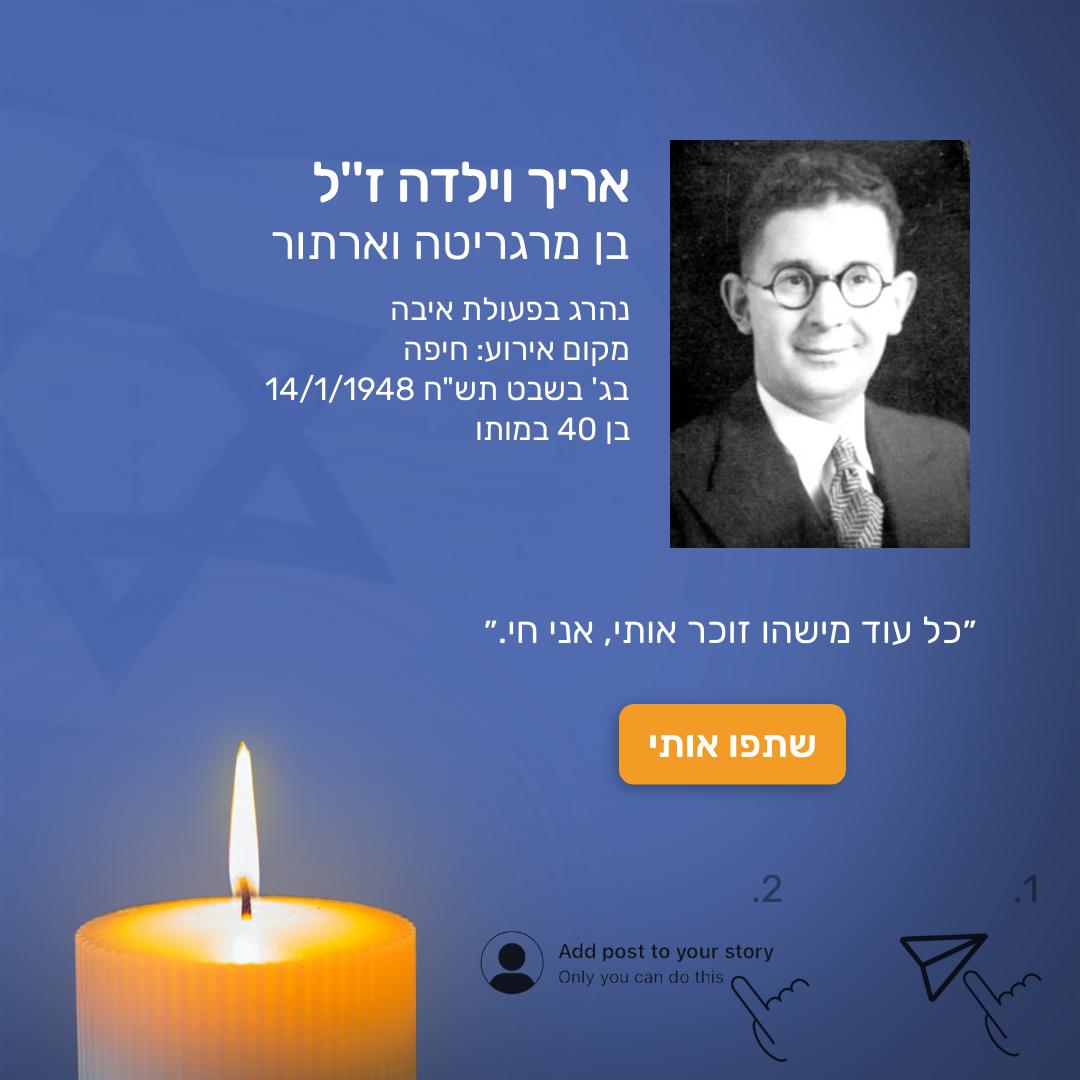 אריך וילדה ז"ל
בן מרגריטה וארתור
נהרג בפעולת איבה
מקום אירוע: חיפה
בג' בשבט תש"ח 14/1/1948
בן 40 במותו
״כל עוד מישהו זוכר אותי, אני חי.״
שתפו אותי
.1
.2
Add post to your story
Only you can do this